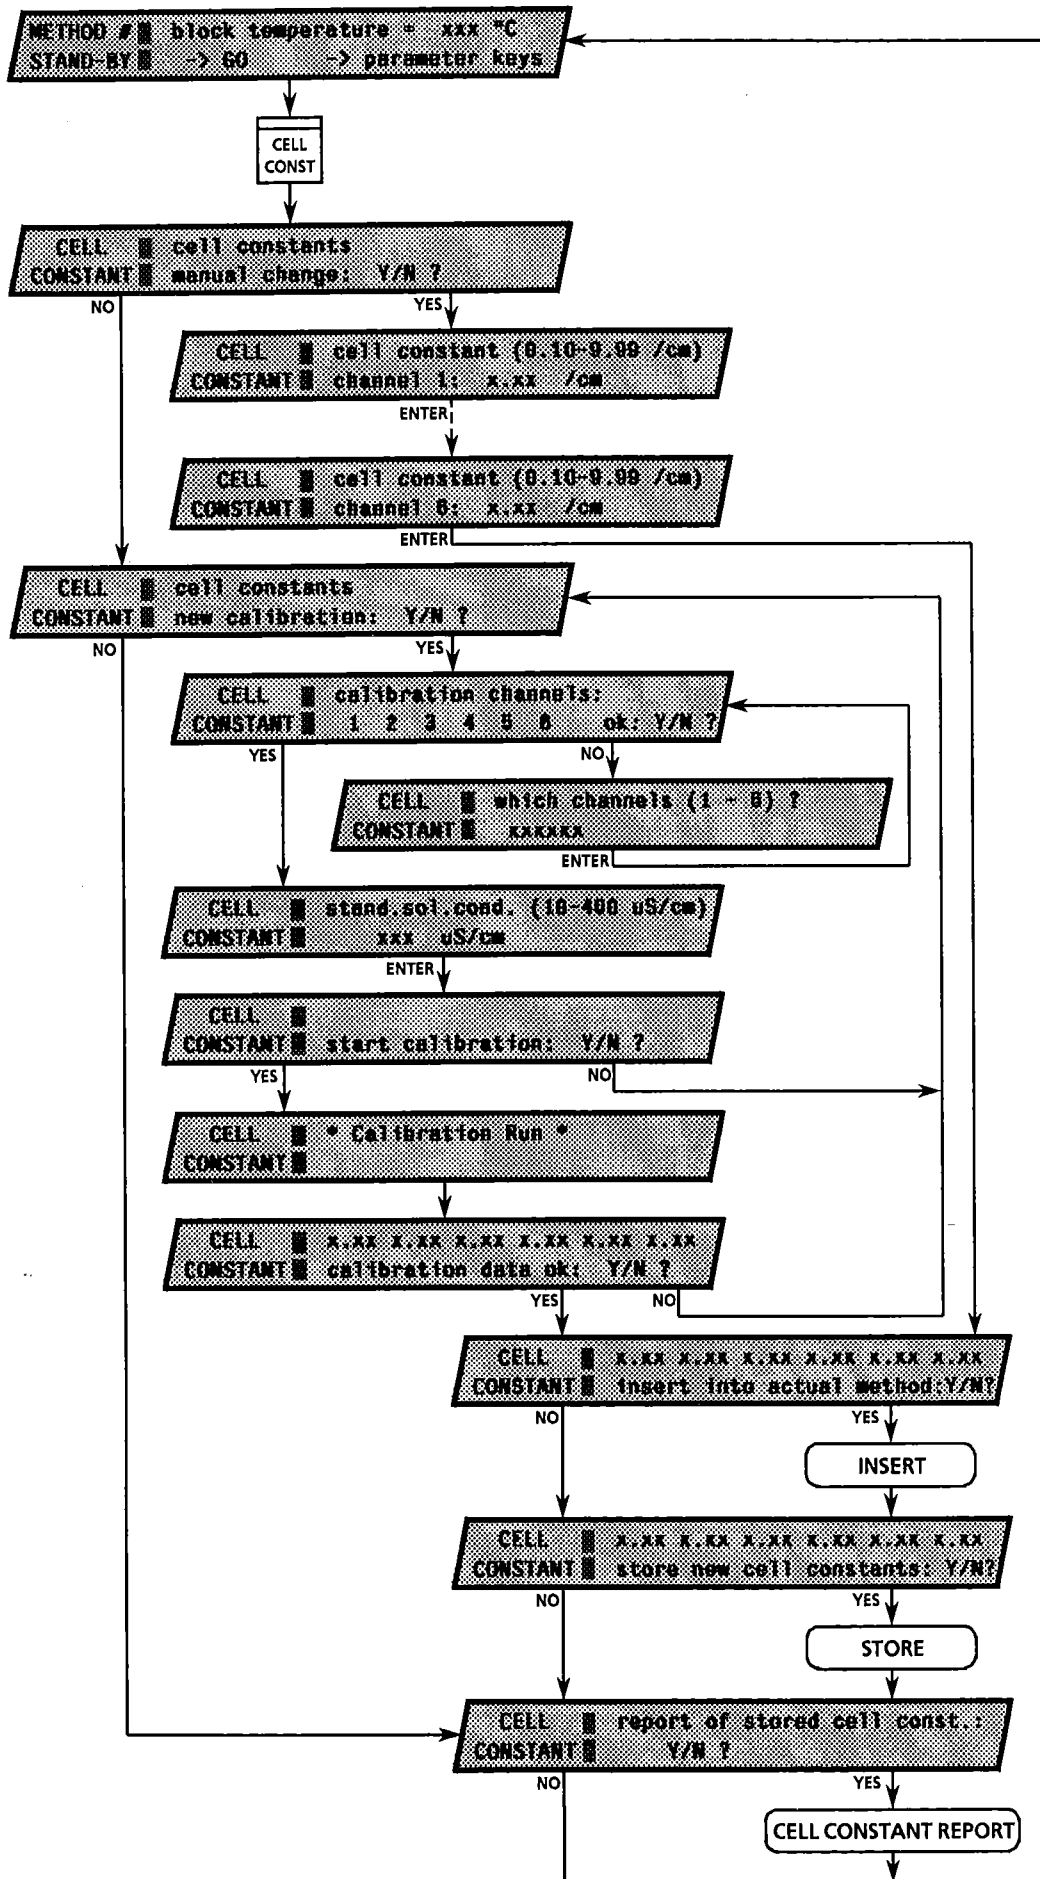 METHOD # block temperature = xxx °C
STAND-BY -> GO -> parameter keys
CELL
CONST
CELL cell constants
CONSTANT manual change: Y/N ?
NO
YES
CELL cell constant (0.10-9.99 /cm)
CONSTANT channel 1: x.xx /cm
ENTER
CELL cell constant (0.10-9.99 /cm)
CONSTANT channel 6: x.xx /cm
ENTER
CELL cell constants
CONSTANT new calibration: Y/N ?
NO
YES
CELL calibration channels:
CONSTANT 1 2 3 4 5 6 ok: Y/N ?
YES
NO
CELL which channels (1 - 6) ?
CONSTANT xxxxxx
ENTER
CELL stand.sol.cond. (10-400 uS/cm)
CONSTANT xxx uS/cm
ENTER
CELL
CONSTANT start calibration: Y/N ?
YES
NO
CELL * Calibration Run *
CONSTANT
CELL x.xx x.xx x.xx x.xx x.xx x.xx
CONSTANT calibration data ok: Y/N ?
YES
NO
CELL x.xx x.xx x.xx x.xx x.xx x.xx
CONSTANT insert into actual method:Y/N?
NO
YES
INSERT
CELL x.xx x.xx x.xx x.xx x.xx x.xx
CONSTANT store new cell constants: Y/N?
NO
YES
STORE
CELL report of stored cell const.:
CONSTANT Y/N ?
NO
YES
CELL CONSTANT REPORT